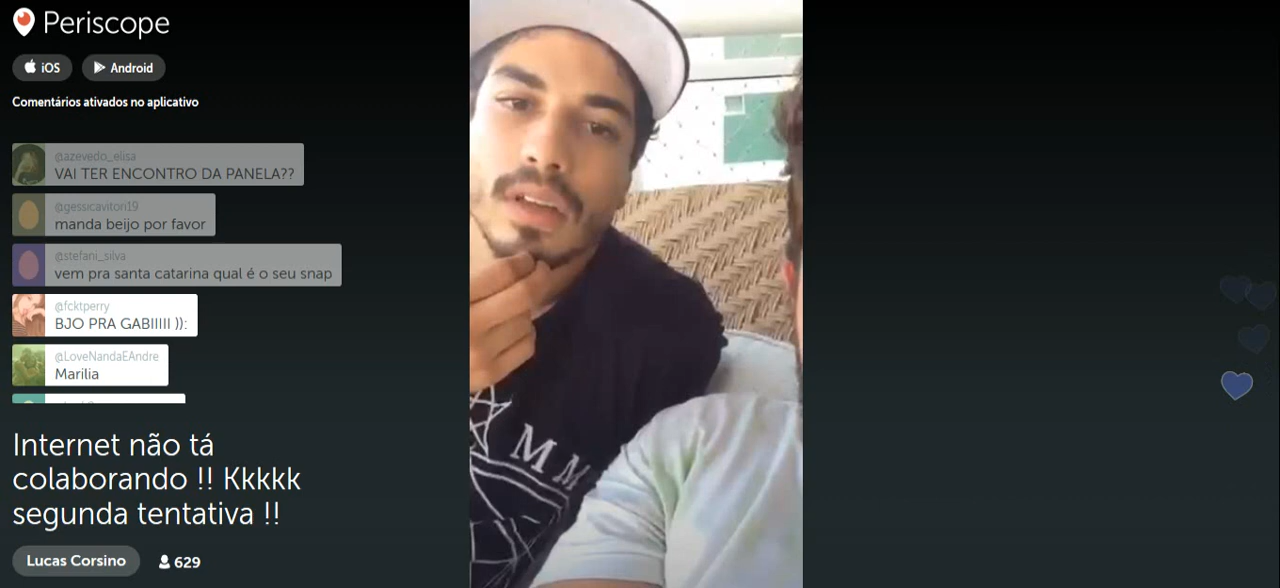 Periscope
iOS
Android
Comentários ativados no aplicativo
@azevedo_elisa
VAI TER ENCONTRO DA PANELA??
@gessicavitori19
manda beijo por favor
@stefani_silva
vem pra santa catarina qual é o seu snap
@fcktperry
BJO PRA GABIIIII )):
@LoveNandaEAndre
Marilia
Internet não tá
colaborando !! Kkkkk
segunda tentativa !!
Lucas Corsino
629
MM